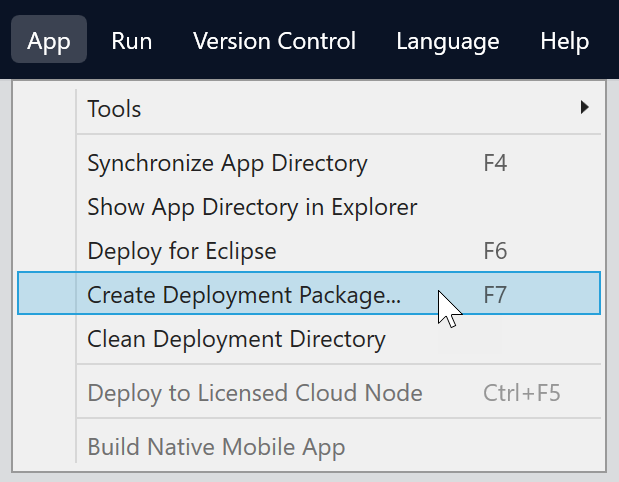 App Run Version Control Language Help
Tools
Synchronize App Directory F4
Show App Directory in Explorer
Deploy for Eclipse F6
Create Deployment Package... F7
Clean Deployment Directory
Deploy to Licensed Cloud Node Ctrl+F5
Build Native Mobile App